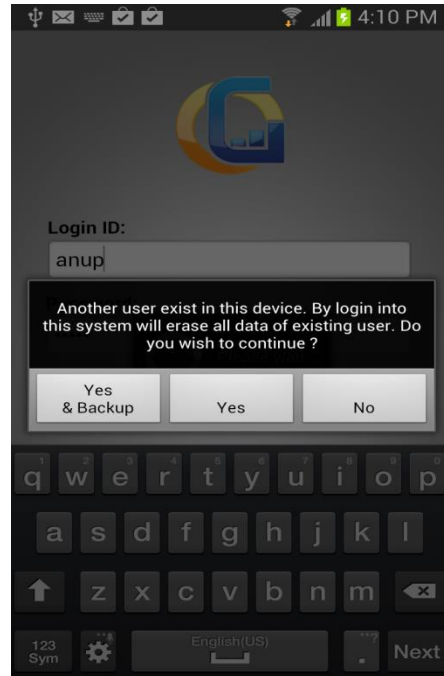 4:10 PM
Login ID:
anup
Another user exist in this device. By login into
this system will erase all data of existing user. Do
you wish to continue ?
Yes
& Backup
Yes
No
q w e r t y u i o p
a s d f g h j k l
z x c v b n m
123
Sym
English(US)
.
Next